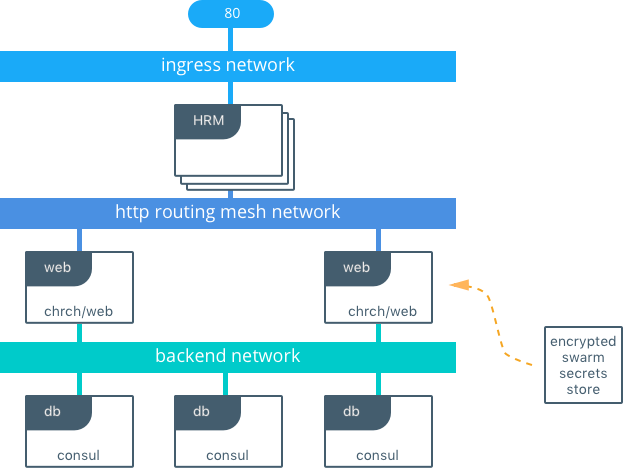 80
ingress network
HRM
http routing mesh network
web
chrch/web
web
chrch/web
encrypted
swarm
secrets
store
backend network
db
consul
db
consul
db
consul